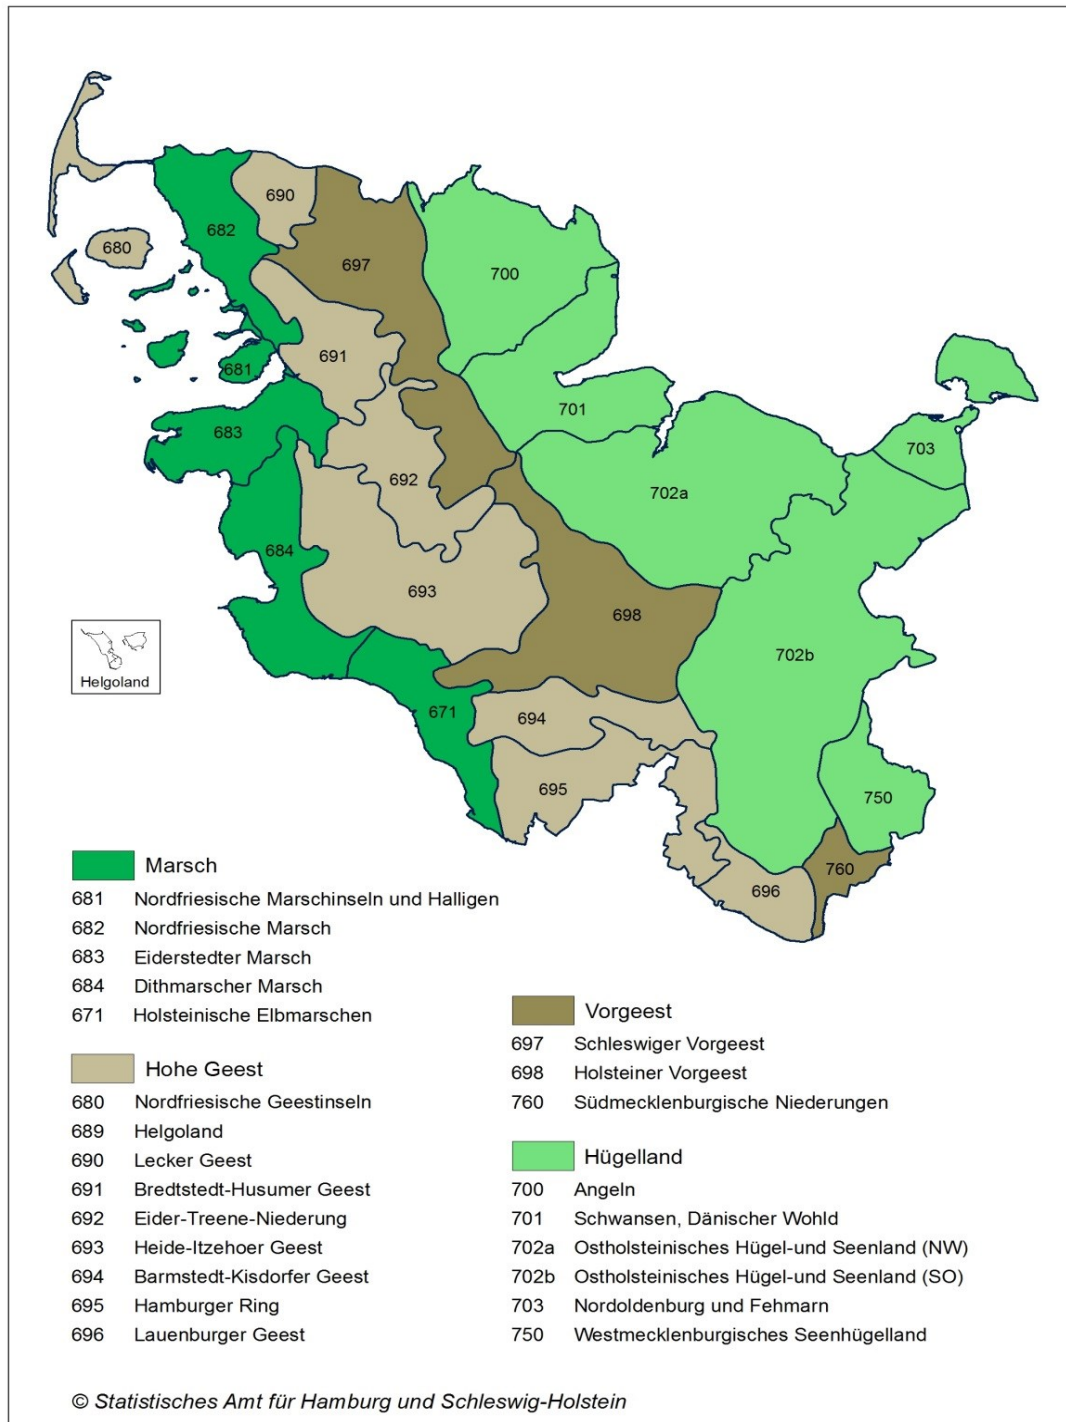 690
682
680
697
700
691
681
701
683
703
692
702a
684
693
698
702b
Helgoland
671
694
695
750
760
696
Marsch
681 Nordfriesische Marschinseln und Halligen
682 Nordfriesische Marsch
683 Eiderstedter Marsch
684 Dithmarscher Marsch
671 Holsteinische Elbmarschen
Hohe Geest
680 Nordfriesische Geestinseln
689 Helgoland
690 Lecker Geest
691 Bredtstedt-Husumer Geest
692 Eider-Treene-Niederung
693 Heide-Itzehoer Geest
694 Barmstedt-Kisdorfer Geest
695 Hamburger Ring
696 Lauenburger Geest
Vorgeest
697 Schleswiger Vorgeest
698 Holsteiner Vorgeest
760 Südmecklenburgische Niederungen
Hügelland
700 Angeln
701 Schwansen, Dänischer Wohld
702a Ostholsteinisches Hügel-und Seenland (NW)
702b Ostholsteinisches Hügel-und Seenland (SO)
703 Nordoldenburg und Fehmarn
750 Westmecklenburgisches Seenhügelland
© Statistisches Amt für Hamburg und Schleswig-Holstein